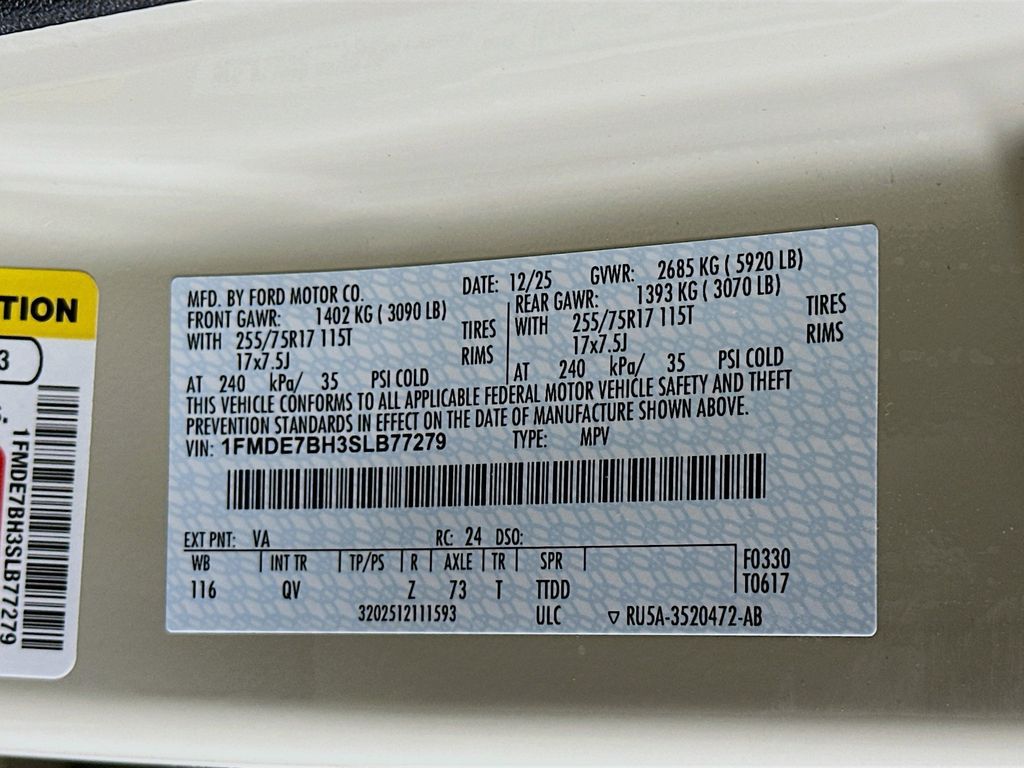 TION
3
1FMDE7BH3SLB77279
MFD. BY FORD MOTOR CO.
DATE: 12/25 GVWR: 2685 KG ( 5920 LB)
FRONT GAWR: 1402 KG ( 3090 LB)
WITH 255/75R17 115T TIRES
17x7.5J RIMS
AT 240 kPa/ 35 PSI COLD
REAR GAWR: 1393 KG ( 3070 LB)
WITH 255/75R17 115T TIRES
17x7.5J RIMS
AT 240 kPa/ 35 PSI COLD
THIS VEHICLE CONFORMS TO ALL APPLICABLE FEDERAL MOTOR VEHICLE SAFETY AND THEFT
PREVENTION STANDARDS IN EFFECT ON THE DATE OF MANUFACTURE SHOWN ABOVE.
VIN: 1FMDE7BH3SLB77279 TYPE: MPV
EXT PNT: VA RC: 24 DSO:
WB INT TR TP/PS R AXLE TR SPR
116 QV Z 73 T TTDD
F0330
T0617
3202512111593 ULC ▽ RU5A-3520472-AB